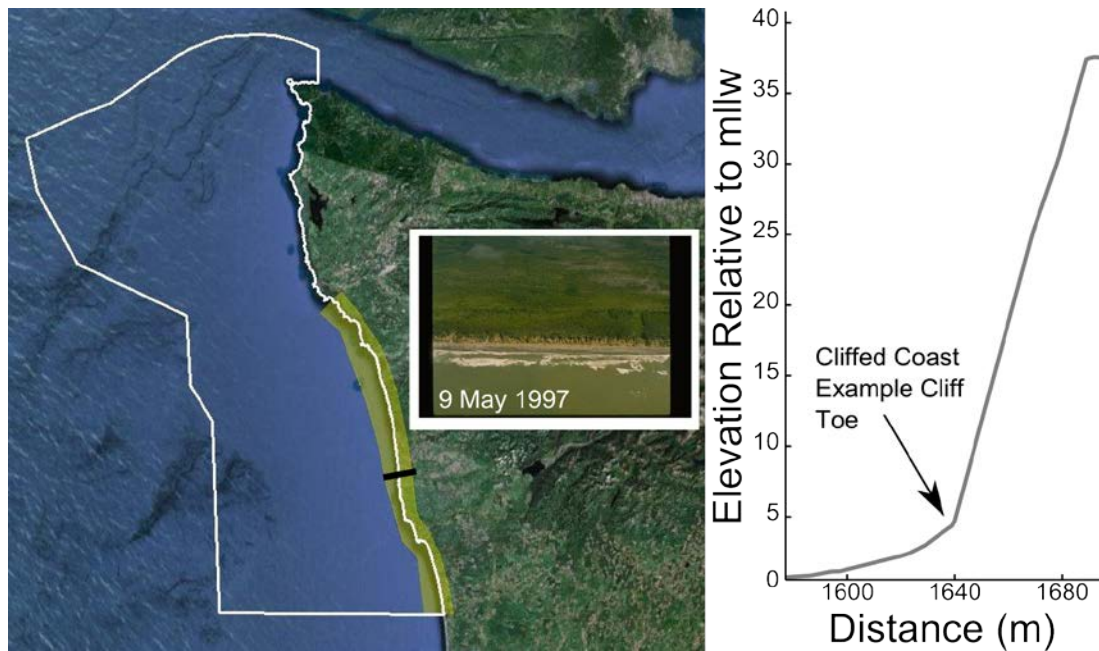 9 May 1997
Elevation Relative to mllw
40
35
30
25
20
15
10
5
0
Cliffed Coast
Example Cliff
Toe
1600
1640
1680
Distance (m)